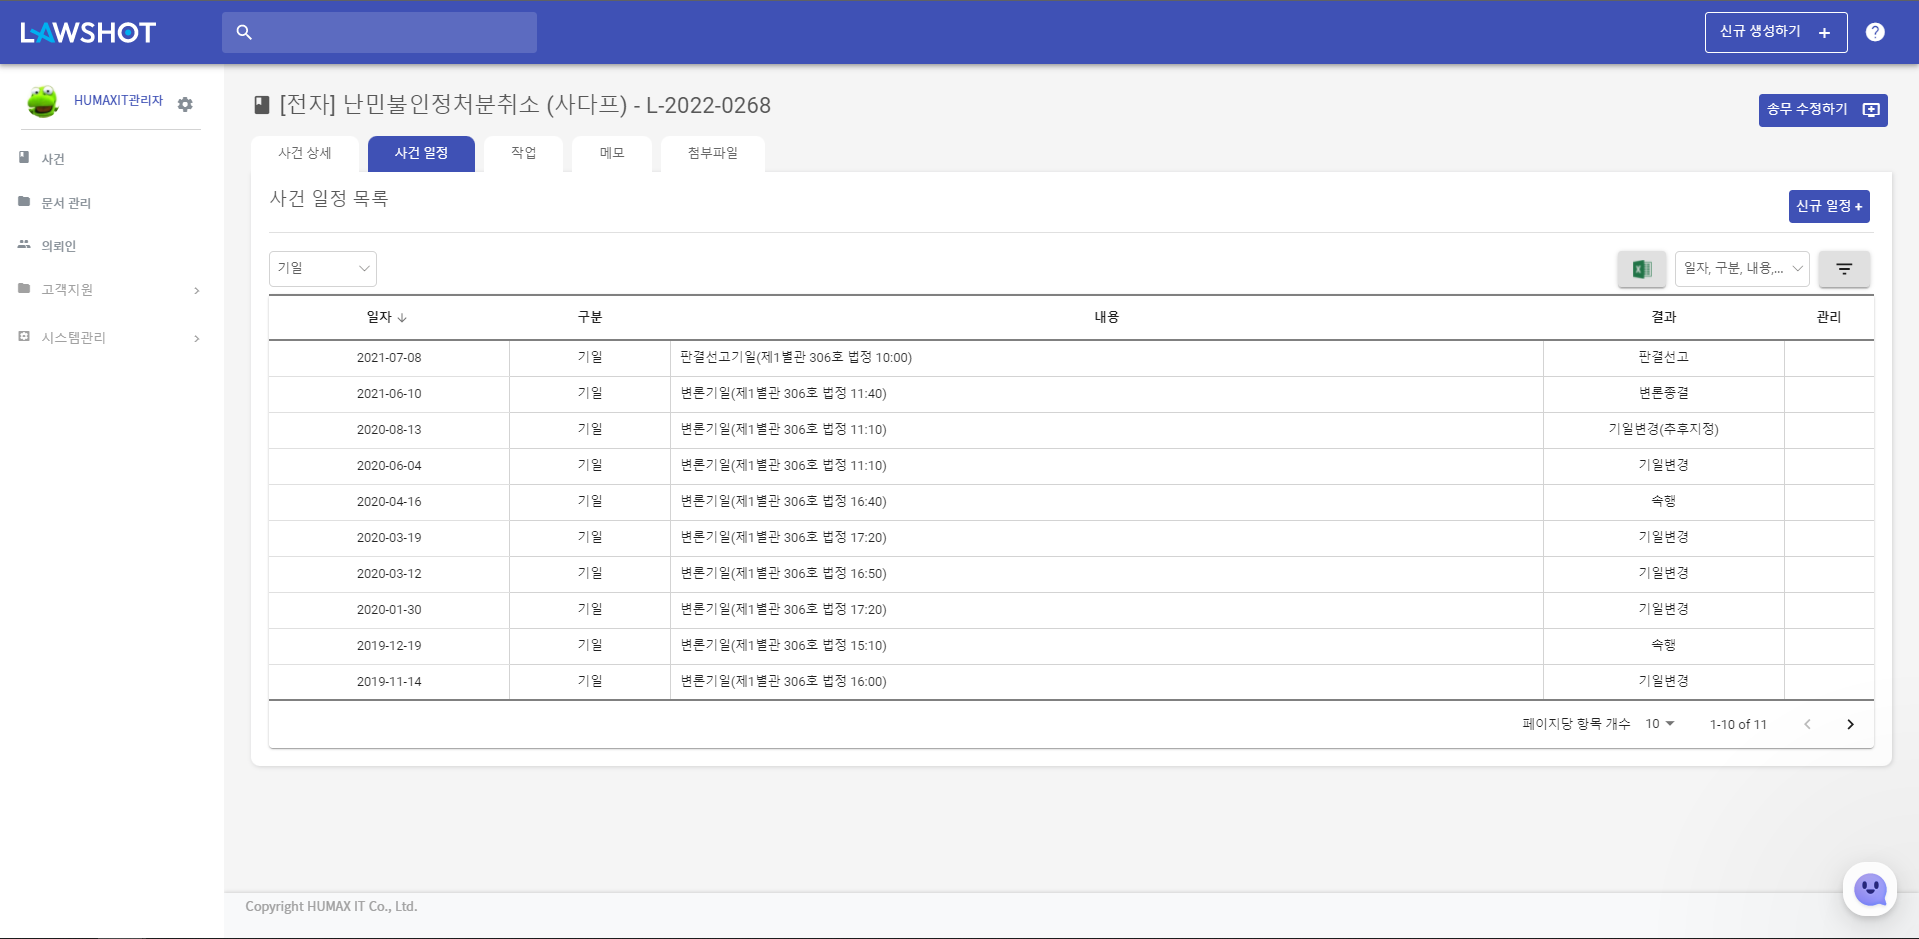 LAWSHOT
신규 생성하기 +
?
HUMAXIT관리자
사건
문서 관리
의뢰인
고객지원
시스템관리
[전자] 난민불인정처분취소 (사다프) - L-2022-0268
송무 수정하기
사건 상세 사건 일정 작업 메모 첨부파일
사건 일정 목록
신규 일정 +
기일
일자, 구분, 내용,...
일자 구분 내용 결과 관리
2021-07-08 기일 판결선고기일(제1별관 306호 법정 10:00) 판결선고
2021-06-10 기일 변론기일(제1별관 306호 법정 11:40) 변론종결
2020-08-13 기일 변론기일(제1별관 306호 법정 11:10) 기일변경(추후지정)
2020-06-04 기일 변론기일(제1별관 306호 법정 11:10) 기일변경
2020-04-16 기일 변론기일(제1별관 306호 법정 16:40) 속행
2020-03-19 기일 변론기일(제1별관 306호 법정 17:20) 기일변경
2020-03-12 기일 변론기일(제1별관 306호 법정 16:50) 기일변경
2020-01-30 기일 변론기일(제1별관 306호 법정 17:20) 기일변경
2019-12-19 기일 변론기일(제1별관 306호 법정 15:10) 속행
2019-11-14 기일 변론기일(제1별관 306호 법정 16:00) 기일변경
페이지당 항목 개수 10 1-10 of 11
Copyright HUMAX IT Co., Ltd.